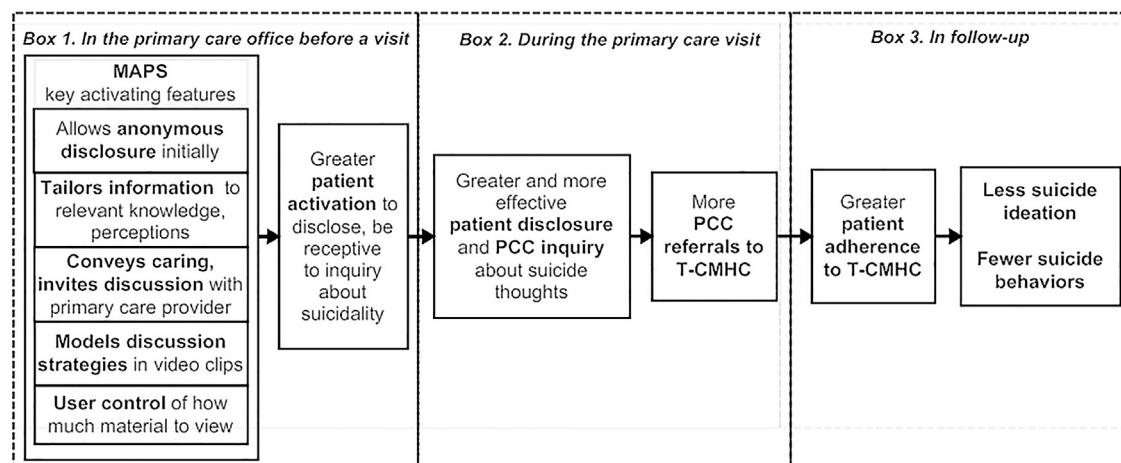 Box 1. In the primary care office before a visit
MAPS
key activating features
Allows anonymous
disclosure initially
Tailors information to
relevant knowledge,
perceptions
Conveys caring,
invites discussion with
primary care provider
Models discussion
strategies in video clips
User control of how
much material to view
Greater
patient
activation to
disclose, be
receptive
to inquiry
about
suicidality
Box 2. During the primary care visit
Greater and more
effective
patient disclosure
and PCC inquiry
about suicide
thoughts
More
PCC
referrals to
T-CMHC
Box 3. In follow-up
Greater
patient
adherence
to T-CMHC
Less suicide
ideation
Fewer suicide
behaviors